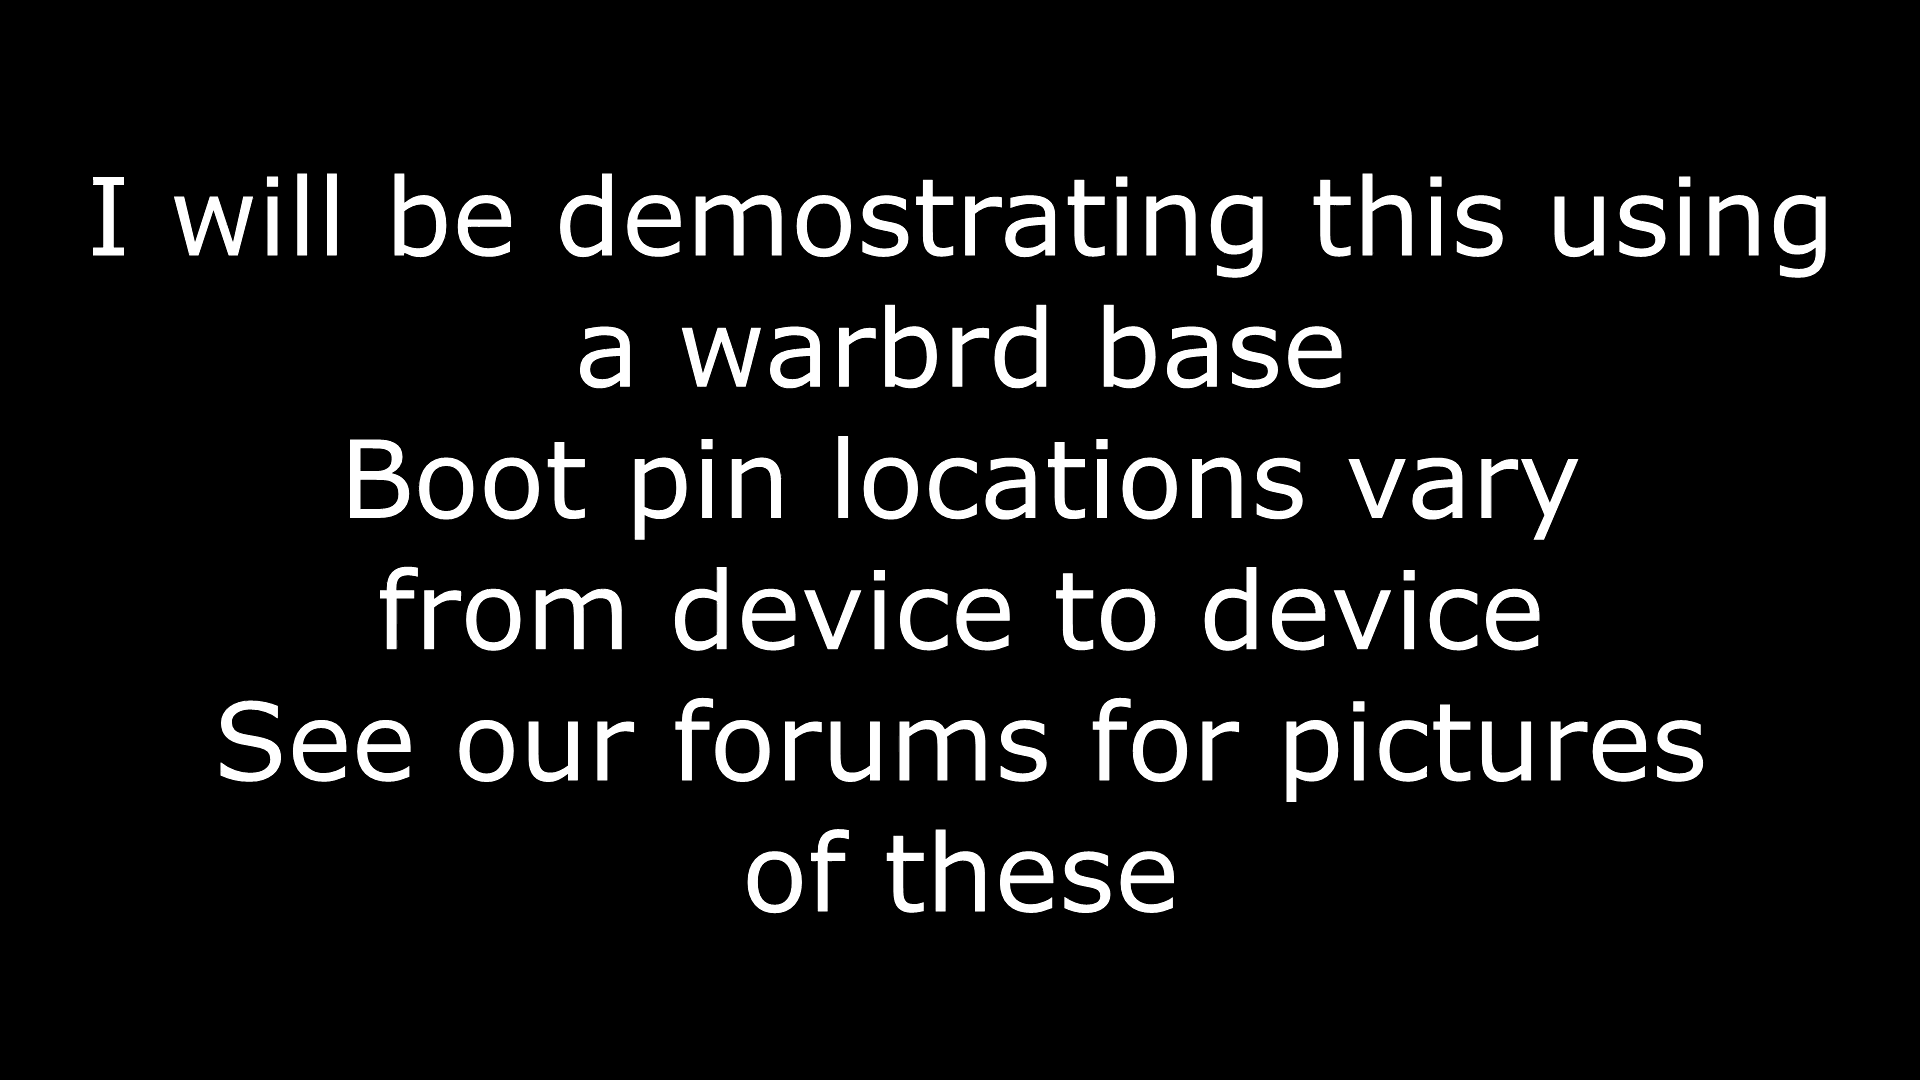 I will be demostrating this using
a warbrd base
Boot pin locations vary
from device to device
See our forums for pictures
of these